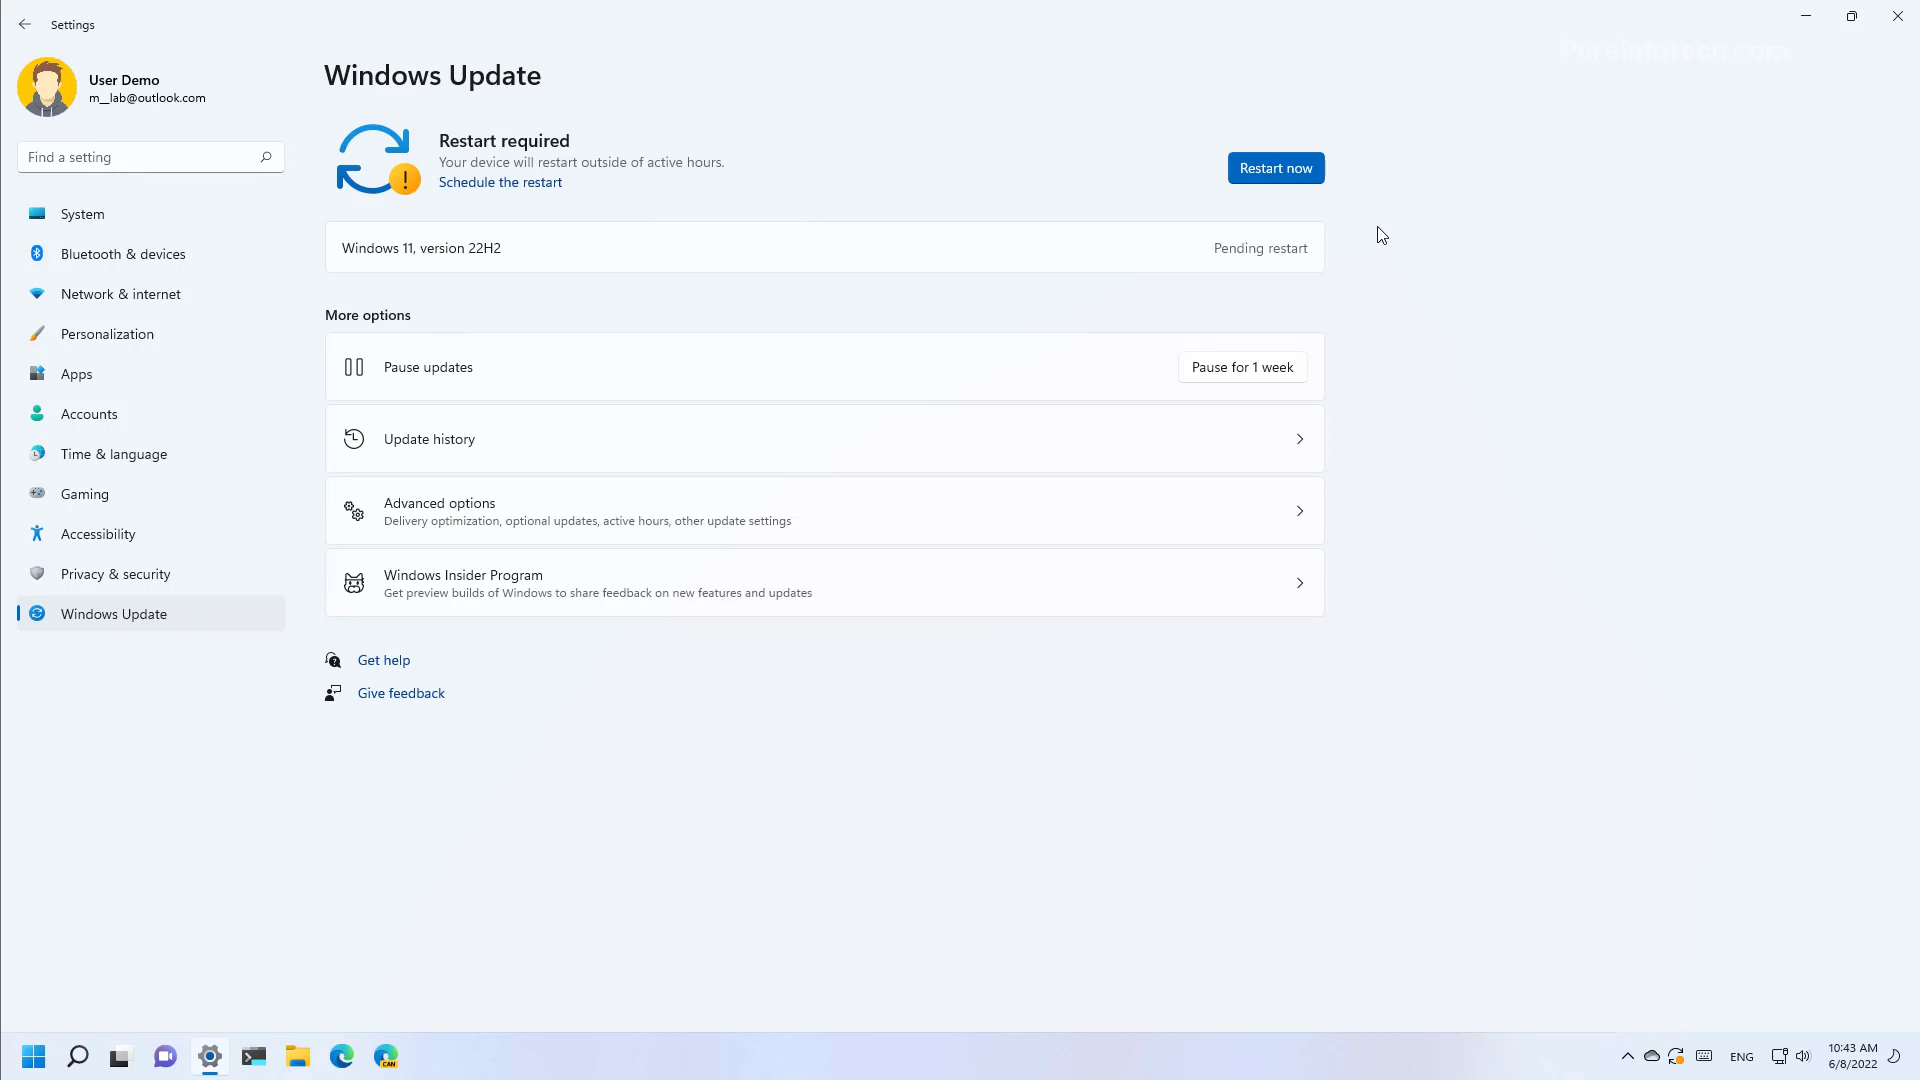 Settings
Pureinfotech.com
User Demo
m__lab@outlook.com
Find a setting
System
Bluetooth & devices
Network & internet
Personalization
Apps
Accounts
Time & language
Gaming
Accessibility
Privacy & security
Windows Update
Windows Update
Restart required
Your device will restart outside of active hours.
Schedule the restart
Restart now
Windows 11, version 22H2
Pending restart
More options
Pause updates
Pause for 1 week
Update history
Advanced options
Delivery optimization, optional updates, active hours, other update settings
Windows Insider Program
Get preview builds of Windows to share feedback on new features and updates
Get help
Give feedback
CAN
ENG
10:43 AM
6/8/2022